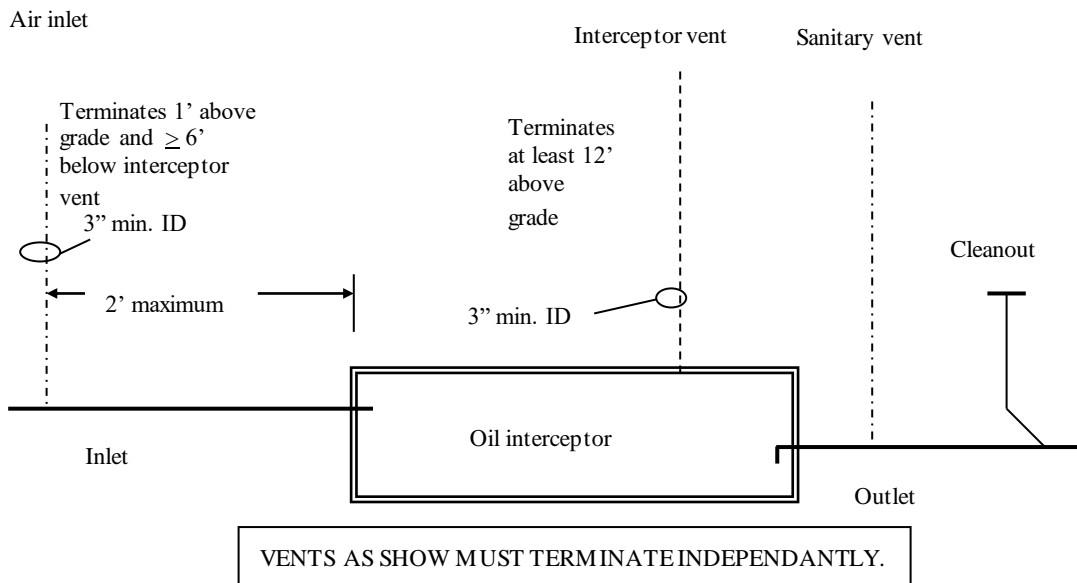 Air inlet
Interceptor vent
Sanitary vent
Terminates 1’ above
grade and ≥ 6’
below interceptor
vent
3” min. ID
Terminates
at least 12’
above
grade
Cleanout
2’ maximum
3” min. ID
Oil interceptor
Inlet
Outlet
VENTS AS SHOW MUST TERMINATE INDEPENDANTLY.